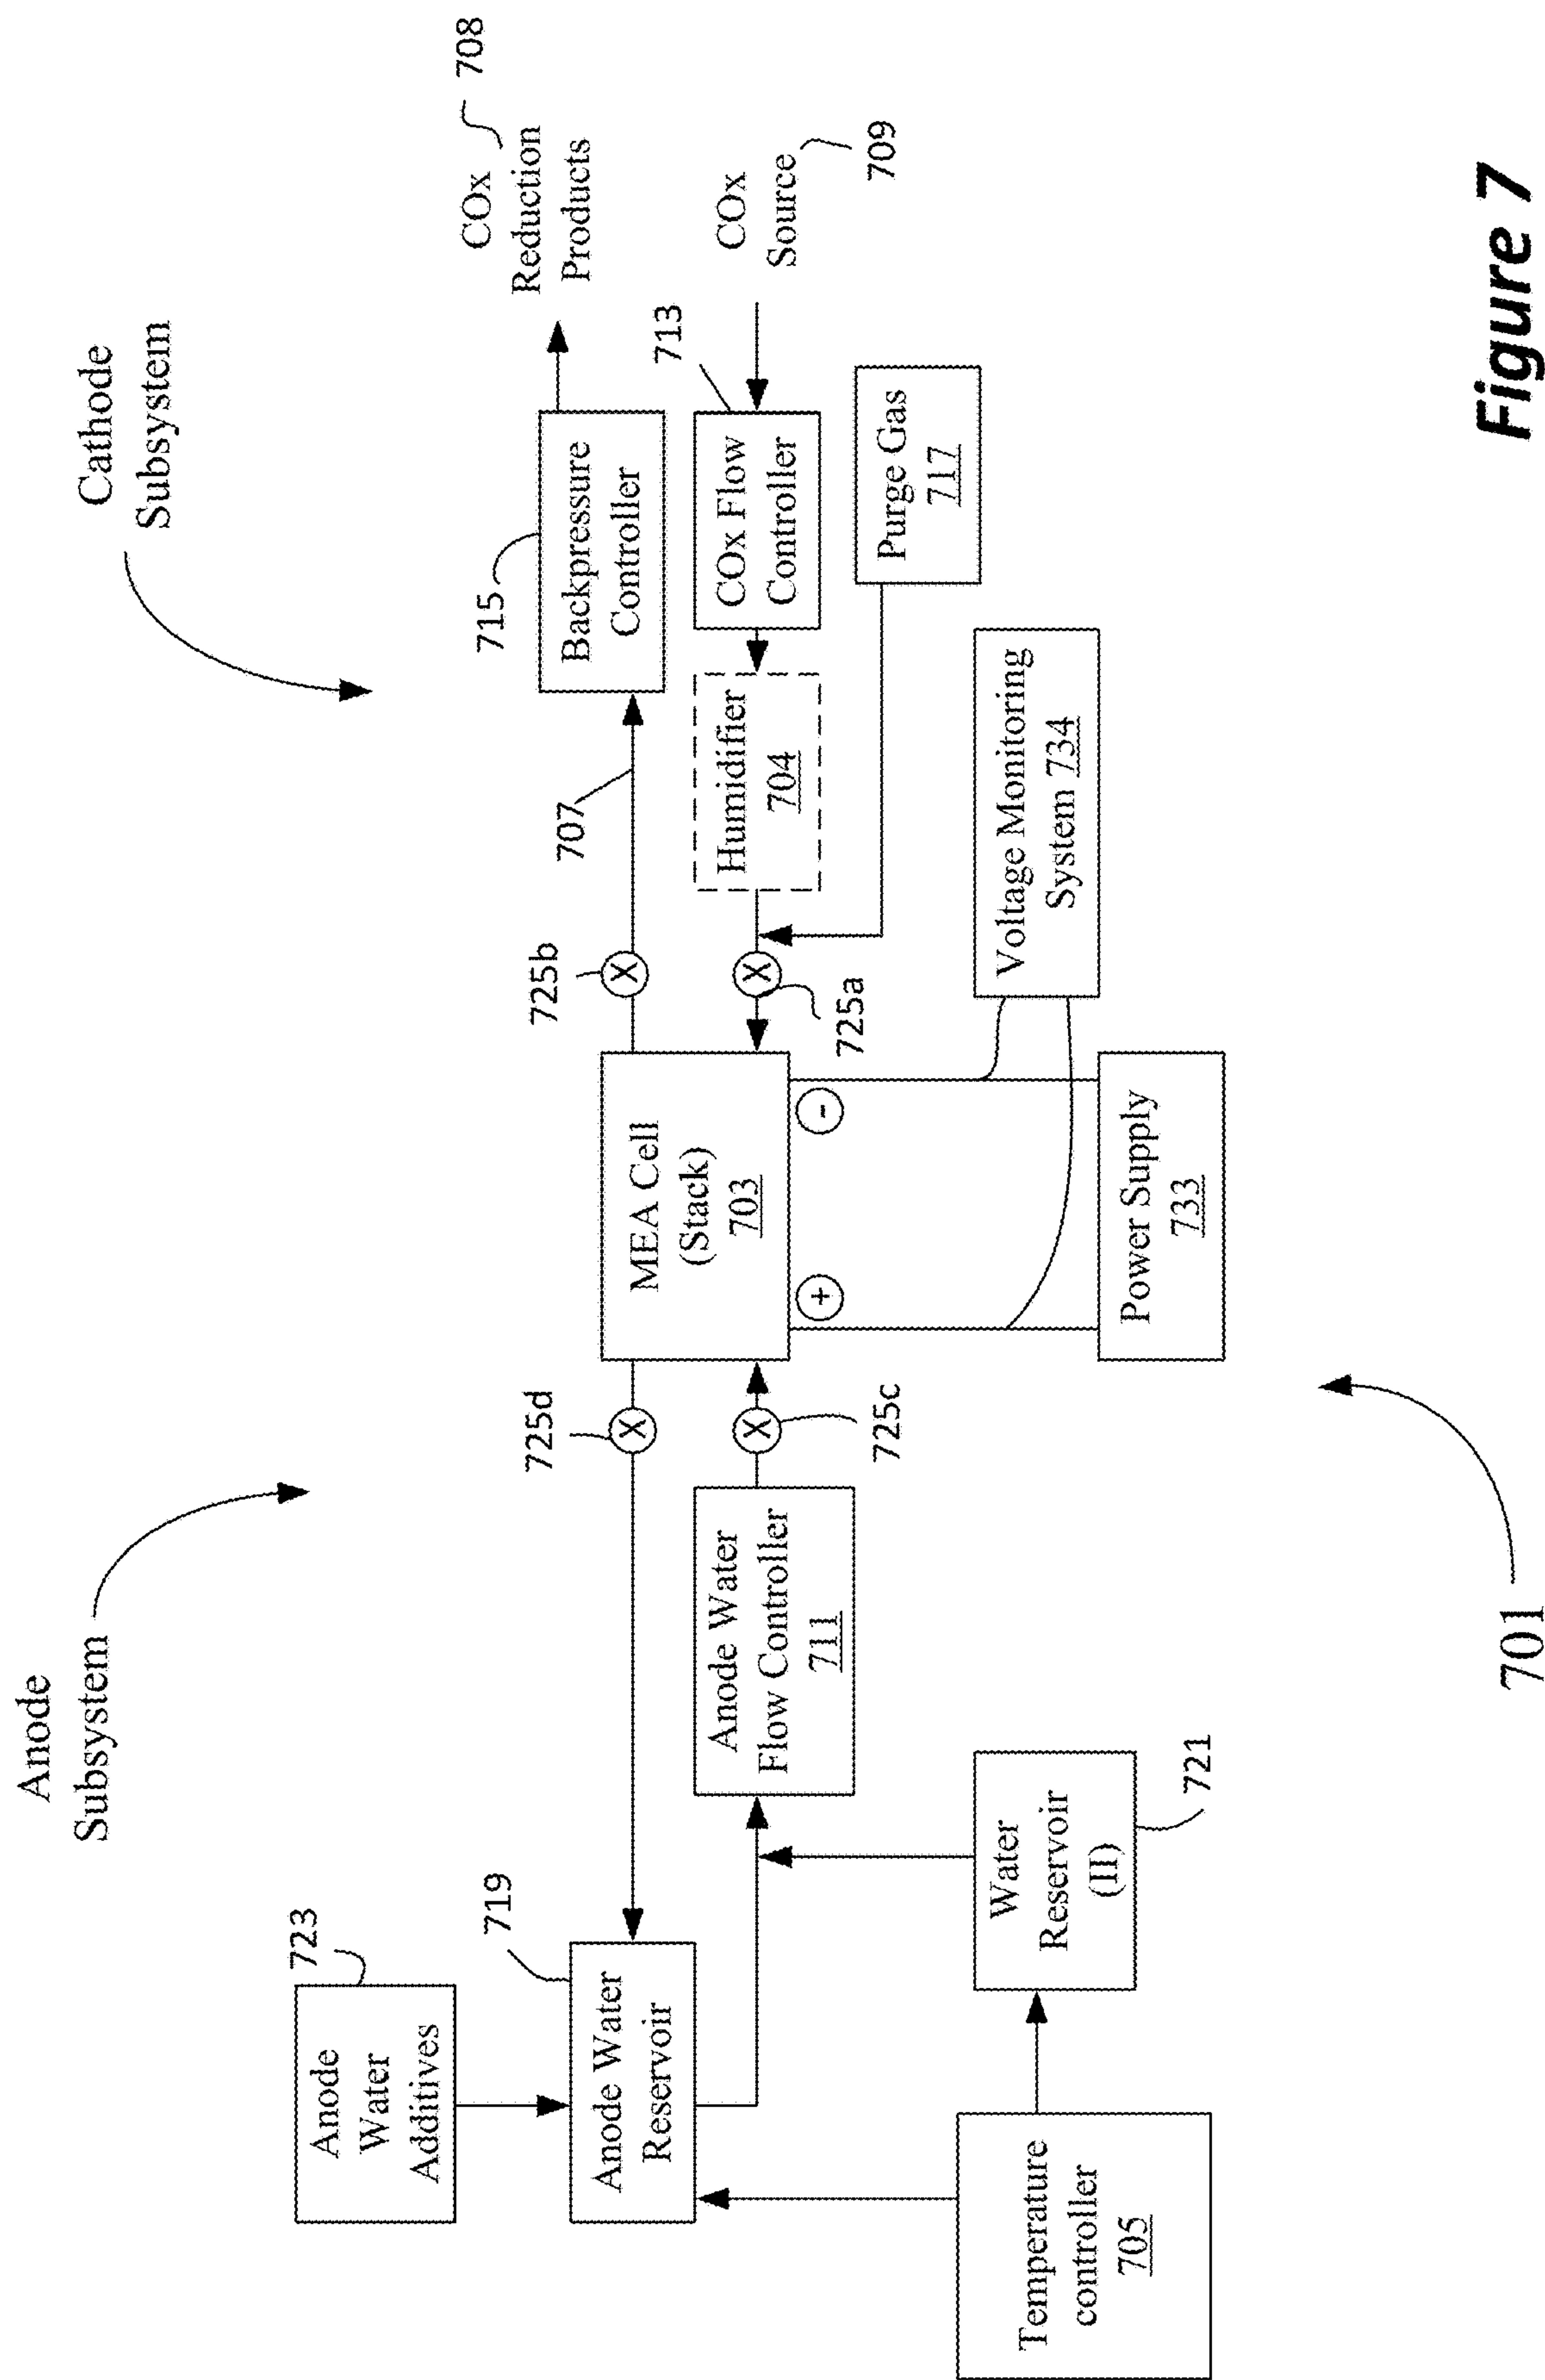 Anode
Subsystem
Cathode
Subsystem
723
Anode
Water
Additives
719
Anode Water
Reservoir
725d
725b
707
715
Backpressure
Controller
COx
Reduction
Products
708
MEA Cell
(Stack)
703
X
X
X
X
Anode Water
Flow Controller
711
725c
725a
Humidifier
704
713
COx Flow
Controller
COx
Source
709
Purge Gas
717
+
-
Temperature
controller
705
Water
Reservoir
(II)
721
Voltage Monitoring
System 734
Power Supply
733
701
Figure 7